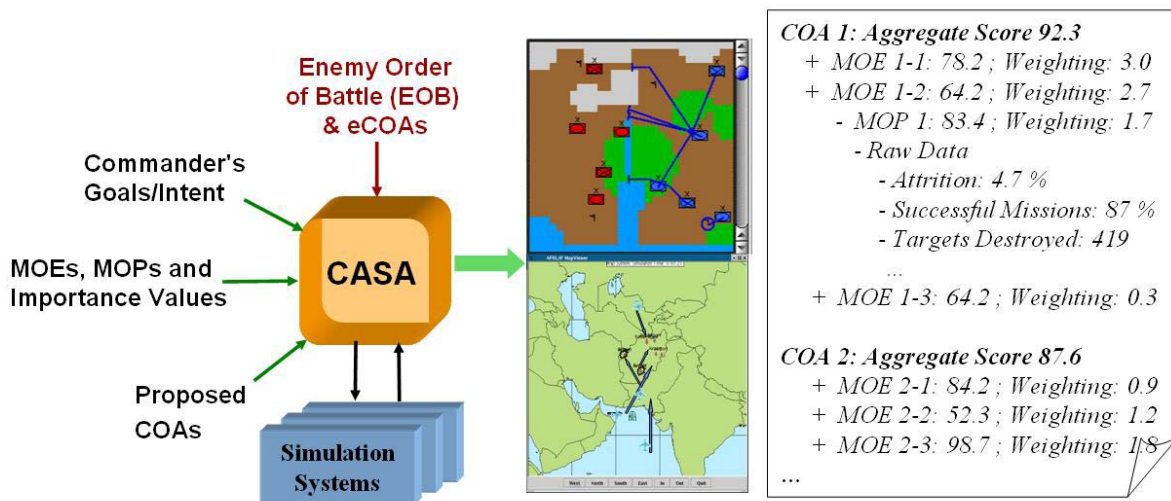 Enemy Order
of Battle (EOB)
& eCOAs
Commander's
Goals/Intent
MOEs, MOPs and
Importance Values
Proposed
COAs
CASA
Simulation
Systems
West North South East In Out Quit
COA 1: Aggregate Score 92.3
+ MOE 1-1: 78.2 ; Weighting: 3.0
+ MOE 1-2: 64.2 ; Weighting: 2.7
- MOP 1: 83.4 ; Weighting: 1.7
- Raw Data
- Attrition: 4.7 %
- Successful Missions: 87 %
- Targets Destroyed: 419
...
+ MOE 1-3: 64.2 ; Weighting: 0.3
COA 2: Aggregate Score 87.6
+ MOE 2-1: 84.2 ; Weighting: 0.9
+ MOE 2-2: 52.3 ; Weighting: 1.2
+ MOE 2-3: 98.7 ; Weighting: 1.8
...